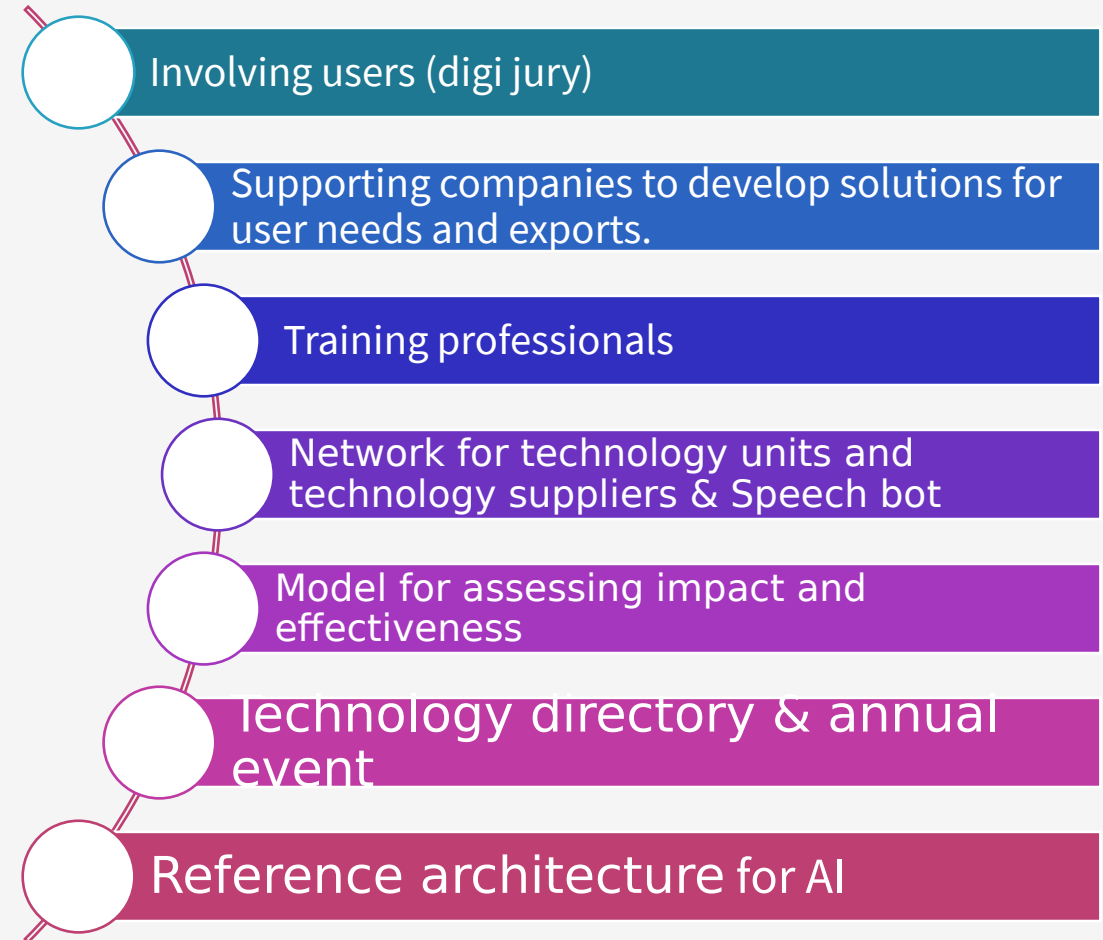 Involving users (digi jury)
Supporting companies to develop solutions for
user needs and exports.
Training professionals
Network for technology units and
technology suppliers & Speech bot
Model for assessing impact and
effectiveness
Technology directory & annual
event
Reference architecture for AI